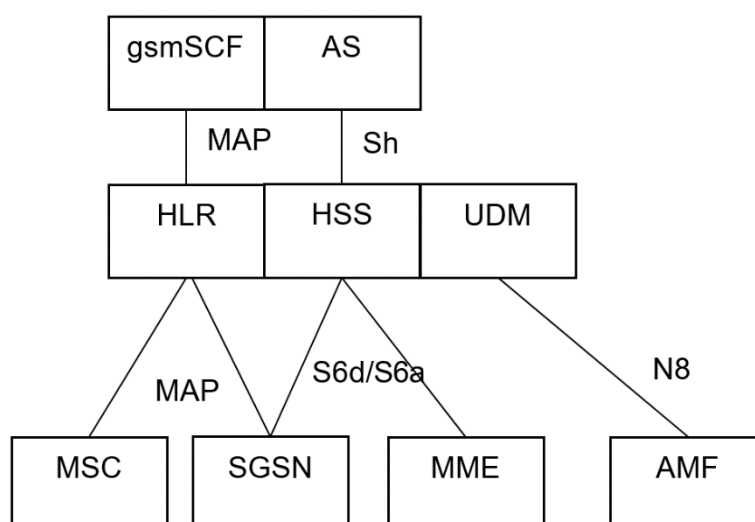 gsmSCF
AS
MAP
Sh
HLR
HSS
UDM
S6d/S6a
N8
MAP
MSC
SGSN
MME
AMF